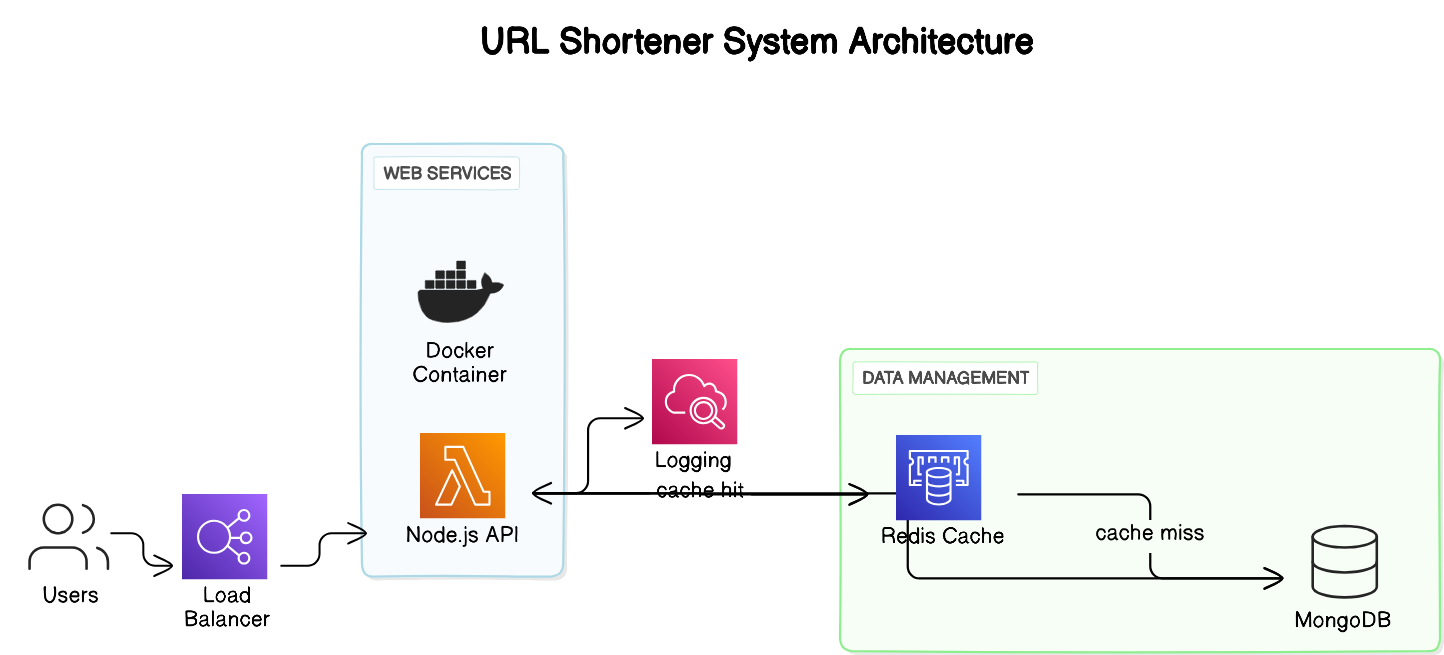 URL Shortener System Architecture
WEB SERVICES
Docker
Container
Node.js API
Users
Load
Balancer
Logging
cache hit
DATA MANAGEMENT
Redis Cache
cache miss
MongoDB